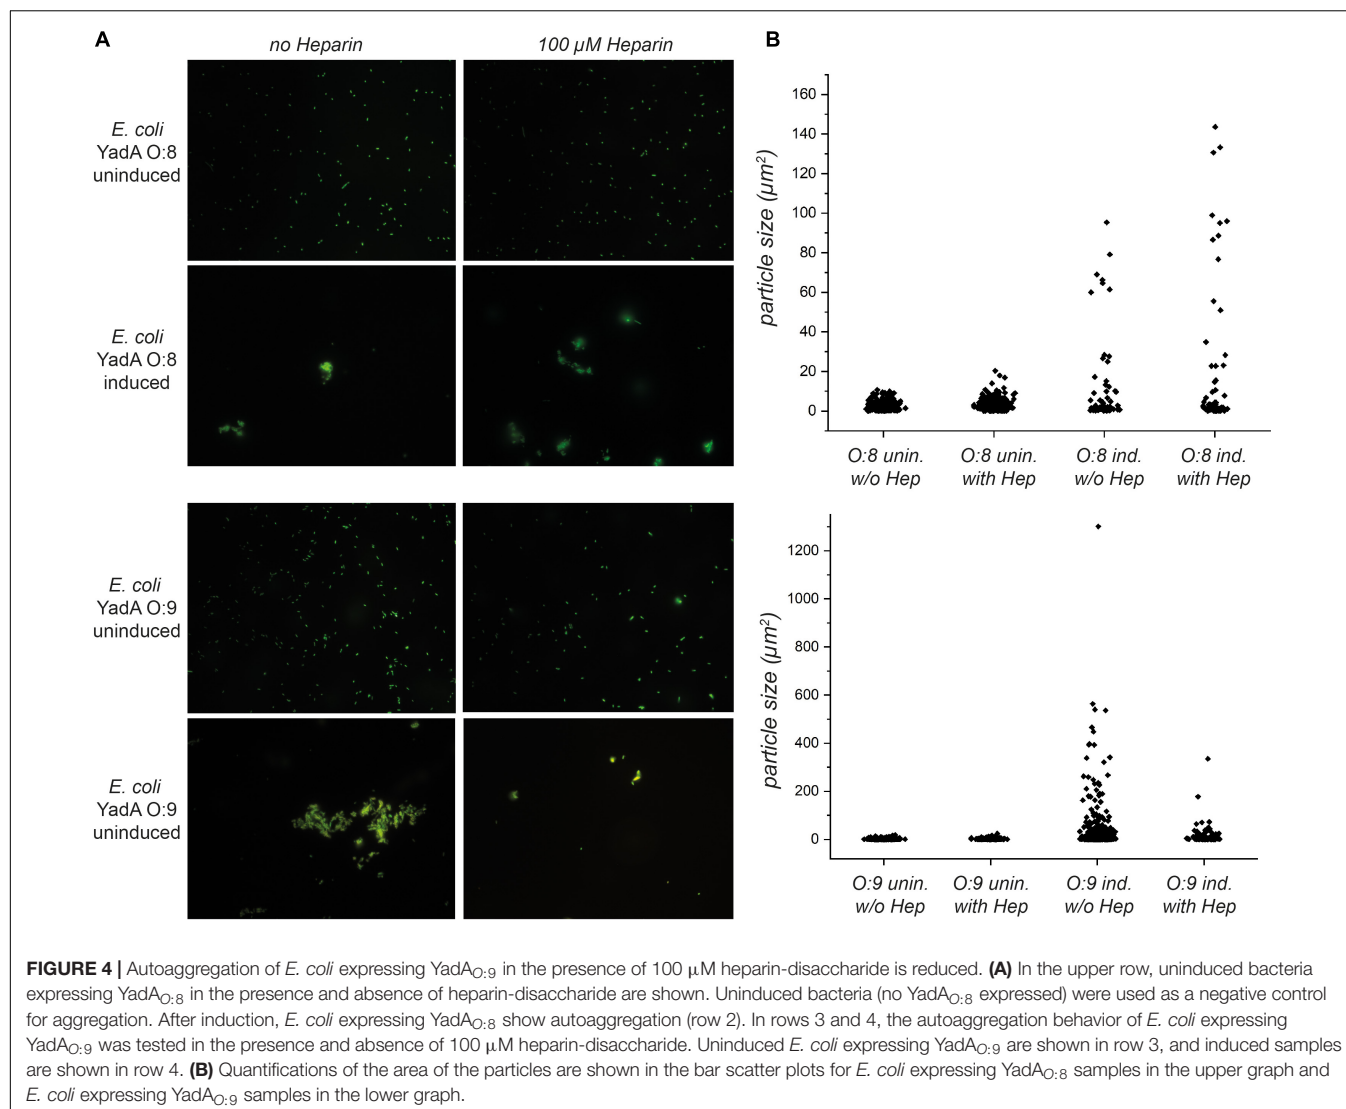 A
no Heparin
100 µM Heparin
E. coli
YadA O:8
uninduced
E. coli
YadA O:8
induced
E. coli
YadA O:9
uninduced
E. coli
YadA O:9
uninduced
B
particle size (µm²)
160
140
120
100
80
60
40
20
0
O:8 unin.
w/o Hep
O:8 unin.
with Hep
O:8 ind.
w/o Hep
O:8 ind.
with Hep
particle size (µm²)
1200
1000
800
600
400
200
0
O:9 unin.
w/o Hep
O:9 unin.
with Hep
O:9 ind.
w/o Hep
O:9 ind.
with Hep
FIGURE 4 | Autoaggregation of E. coli expressing YadAO:9 in the presence of 100 µM heparin-disaccharide is reduced. (A) In the upper row, uninduced bacteria
expressing YadAO:8 in the presence and absence of heparin-disaccharide are shown. Uninduced bacteria (no YadAO:8 expressed) were used as a negative control
for aggregation. After induction, E. coli expressing YadAO:8 show autoaggregation (row 2). In rows 3 and 4, the autoaggregation behavior of E. coli expressing
YadAO:9 was tested in the presence and absence of 100 µM heparin-disaccharide. Uninduced E. coli expressing YadAO:9 are shown in row 3, and induced samples
are shown in row 4. (B) Quantifications of the area of the particles are shown in the bar scatter plots for E. coli expressing YadAO:8 samples in the upper graph and
E. coli expressing YadAO:9 samples in the lower graph.